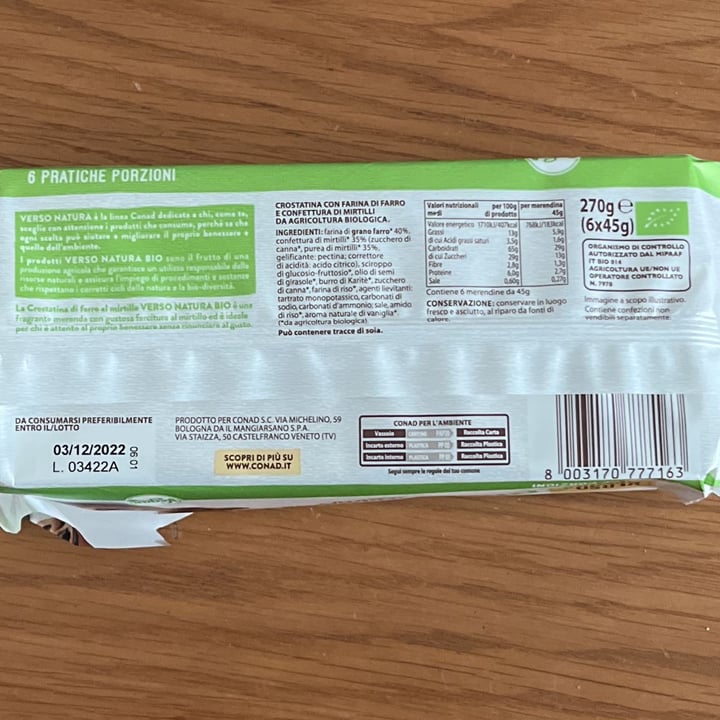 6 PRATICHE PORZIONI
VERSO NATURA è la linea Conad dedicata a chi, come te,
sceglie con attenzione i prodotti che consuma, perché sa che
ogni scelta può aiutare a migliorare il proprio benessere e
quello dell'ambiente.
I prodotti VERSO NATURA BIO sono il frutto di una
produzione agricola che garantisce un utilizzo responsabile delle
risorse naturali e assicura l'impiego di procedimenti e sostanze
che rispettano i corretti cicli della natura e la bio-diversità.
La Crostatina di farro al mirtillo VERSO NATURA BIO è una
fragrante merenda con gustosa farcitura al mirtillo ed è ideale
per chi è attento al proprio benessere senza rinunciare al gusto.
CROSTATINA CON FARINA DI FARRO
E CONFETTURA DI MIRTILLI
DA AGRICOLTURA BIOLOGICA.
INGREDIENTI: farina di grano farro* 40%,
confettura di mirtilli* 35% (zucchero di
canna*, purea di mirtilli* 35%,
gelificante: pectina; correttore
di acidità: acido citrico), sciroppo
di glucosio-fruttosio*, olio di semi
di girasole*, burro di Karité*, zucchero
di canna*, farina di riso*, agenti lievitanti:
tartrato monopotassico, carbonati di
sodio, carbonati d'ammonio; sale, amido
di riso*, aroma naturale di vaniglia*.
(*da agricoltura biologica).
Può contenere tracce di soia.
Valori nutrizionali medi per 100g di prodotto per merendina 45g
Valore energetico 1710kJ/407kcal 768kJ/183kcal
Grassi 13g 5,9g
di cui Acidi grassi saturi 3,5g 1,6g
Carboidrati 65g 29g
di cui Zuccheri 29g 13g
Fibre 2,8g 1,3g
Proteine 6,0g 2,7g
Sale 0,60g 0,27g
Contiene 6 merendine da 45g
CONSERVAZIONE: conservare in luogo
fresco e asciutto, al riparo da fonti di
calore.
270g e
(6x45g)
ORGANISMO DI CONTROLLO
AUTORIZZATO DAL MIPAAF
IT BIO 014
AGRICOLTURA UE/NON UE
OPERATORE CONTROLLATO
N. 7978
Immagine a scopo illustrativo.
Contiene confezioni non
vendibili separatamente.
DA CONSUMARSI PREFERIBILMENTE
ENTRO IL/LOTTO
03/12/2022
L. 03422A
06 01
PRODOTTO PER CONAD S.C. VIA MICHELINO, 59
BOLOGNA DA IL MANGIARSANO S.P.A.
VIA STAIZZA, 50 CASTELFRANCO VENETO (TV)
SCOPRI DI PIÙ SU
WWW.CONAD.IT
CONAD PER L'AMBIENTE
Vassoio Raccolta Carta
Incarto esterno PLASTICA Raccolta Plastica
Incarto interno PLASTICA Raccolta Plastica
Segui sempre le regole del tuo comune
8 003170 777163